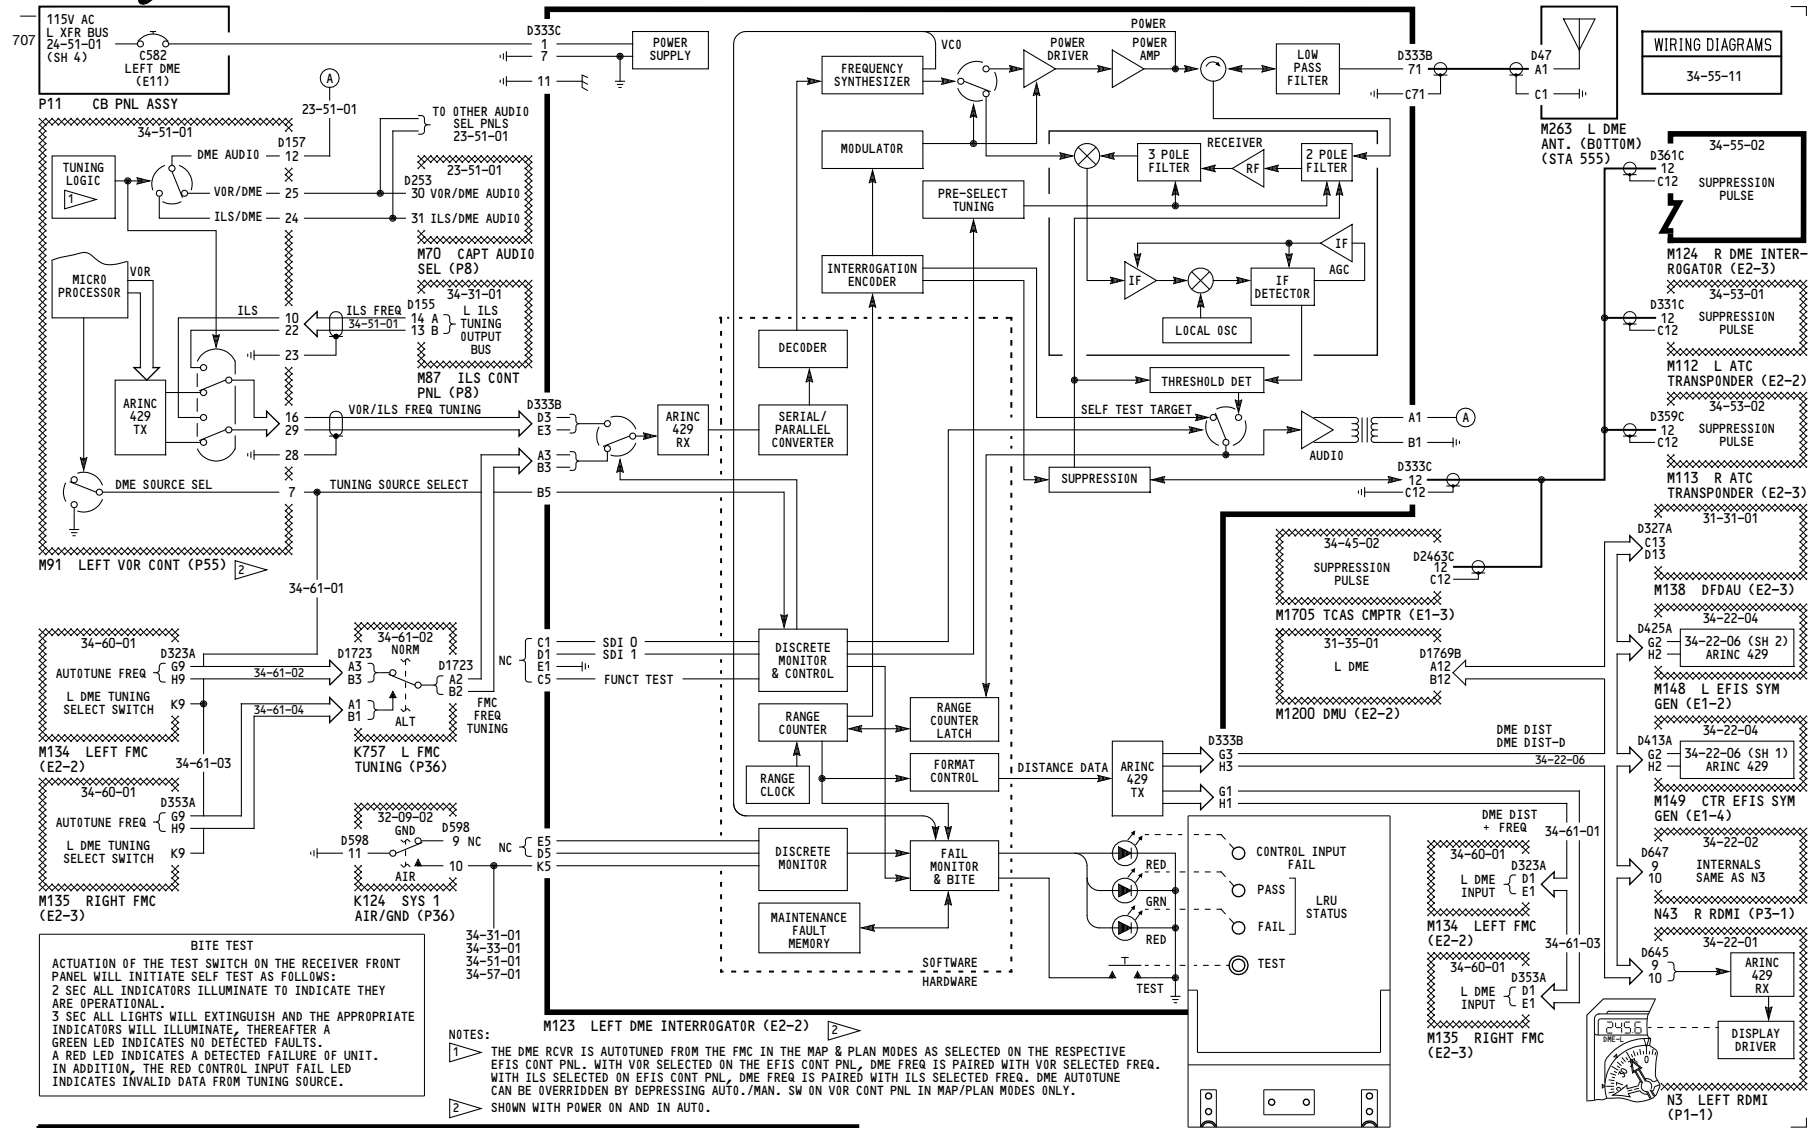 707
115V AC
L XFR BUS
24-51-01
(SH 4)
C582
LEFT DME
(E11)
P11 CB PNL ASSY
A
23-51-01
34-51-01
D157
TUNING
LOGIC
1
DME AUDIO
12
VOR/DME
25
ILS/DME
24
MICRO
PROCESSOR
VOR
ILS
10
22
23
ARINC
429
TX
16
29
28
DME SOURCE SEL
7
M91 LEFT VOR CONT (P55)
2
TO OTHER AUDIO
SEL PNLS
23-51-01
23-51-01
D253
30 VOR/DME AUDIO
31 ILS/DME AUDIO
M70 CAPT AUDIO
SEL (P8)
34-31-01
ILS FREQ
34-51-01
D155
14 A
13 B
L ILS
TUNING
OUTPUT
BUS
M87 ILS CONT
PNL (P8)
VOR/ILS FREQ TUNING
TUNING SOURCE SELECT
34-61-01
34-60-01
D323A
AUTOTUNE FREQ
G9
H9
L DME TUNING
SELECT SWITCH
K9
M134 LEFT FMC
(E2-2)
34-61-02
34-61-04
34-61-03
34-60-01
D353A
AUTOTUNE FREQ
G9
H9
L DME TUNING
SELECT SWITCH
K9
M135 RIGHT FMC
(E2-3)
34-61-02
NORM
D1723
A3
B3
A1
B1
ALT
D1723
A2
B2
FMC
FREQ
TUNING
K757 L FMC
TUNING (P36)
32-09-02
GND
D598
11
D598
9 NC
10
AIR
K124 SYS 1
AIR/GND (P36)
34-31-01
34-33-01
34-51-01
34-57-01
D333C
1
7
11
POWER
SUPPLY
D333B
D3
E3
A3
B3
B5
ARINC
429
RX
NC
C1
D1
E1
C5
SDI 0
SDI 1
FUNCT TEST
NC
E5
D5
K5
FREQUENCY
SYNTHESIZER
VCO
POWER
DRIVER
POWER
AMP
POWER
LOW
PASS
FILTER
MODULATOR
PRE-SELECT
TUNING
INTERROGATION
ENCODER
RECEIVER
3 POLE
FILTER
RF
2 POLE
FILTER
IF
AGC
IF
IF
DETECTOR
LOCAL OSC
THRESHOLD DET
DECODER
SERIAL/
PARALLEL
CONVERTER
SELF TEST TARGET
AUDIO
SUPPRESSION
DISCRETE
MONITOR
& CONTROL
RANGE
COUNTER
RANGE
COUNTER
LATCH
RANGE
CLOCK
FORMAT
CONTROL
DISTANCE DATA
DISCRETE
MONITOR
FAIL
MONITOR
& BITE
MAINTENANCE
FAULT
MEMORY
SOFTWARE
HARDWARE
ARINC
429
TX
D333B
G3
H3
G1
H1
RED
GRN
RED
TEST
CONTROL INPUT
FAIL
PASS
FAIL
LRU
STATUS
TEST
M123 LEFT DME INTERROGATOR (E2-2)
2
D333B
71
C71
A1
A
B1
D333C
12
C12
D47
A1
C1
M263 L DME
ANT. (BOTTOM)
(STA 555)
WIRING DIAGRAMS
34-55-11
34-55-02
D361C
12
C12
SUPPRESSION
PULSE
M124 R DME INTER-
ROGATOR (E2-3)
34-53-01
D331C
12
C12
SUPPRESSION
PULSE
M112 L ATC
TRANSPONDER (E2-2)
34-53-02
D359C
12
C12
SUPPRESSION
PULSE
M113 R ATC
TRANSPONDER (E2-3)
34-45-02
SUPPRESSION
PULSE
D2463C
12
C12
M1705 TCAS CMPTR (E1-3)
31-35-01
L DME
D1769B
A12
B12
M1200 DMU (E2-2)
DME DIST
DME DIST-D
34-22-06
31-31-01
D327A
C13
D13
M138 DFDAU (E2-3)
34-22-04
D425A
G2
H2
34-22-06 (SH 2)
ARINC 429
M148 L EFIS SYM
GEN (E1-2)
34-22-04
D413A
G2
H2
34-22-06 (SH 1)
ARINC 429
M149 CTR EFIS SYM
GEN (E1-4)
34-22-02
D647
9
10
INTERNALS
SAME AS N3
N43 R RDMI (P3-1)
34-22-01
D645
9
10
ARINC
429
RX
DISPLAY
DRIVER
245.6
DME-L
N3 LEFT RDMI
(P1-1)
DME DIST
+ FREQ
34-61-01
34-60-01
D323A
L DME
INPUT
D1
E1
M134 LEFT FMC
(E2-2)
34-61-03
34-60-01
D353A
L DME
INPUT
D1
E1
M135 RIGHT FMC
(E2-3)
BITE TEST
ACTUATION OF THE TEST SWITCH ON THE RECEIVER FRONT
PANEL WILL INITIATE SELF TEST AS FOLLOWS:
2 SEC ALL INDICATORS ILLUMINATE TO INDICATE THEY
ARE OPERATIONAL.
3 SEC ALL LIGHTS WILL EXTINGUISH AND THE APPROPRIATE
INDICATORS WILL ILLUMINATE, THEREAFTER A
GREEN LED INDICATES NO DETECTED FAULTS.
A RED LED INDICATES A DETECTED FAILURE OF UNIT.
IN ADDITION, THE RED CONTROL INPUT FAIL LED
INDICATES INVALID DATA FROM TUNING SOURCE.
NOTES:
1 THE DME RCVR IS AUTOTUNED FROM THE FMC IN THE MAP & PLAN MODES AS SELECTED ON THE RESPECTIVE
EFIS CONT PNL. WITH VOR SELECTED ON THE EFIS CONT PNL, DME FREQ IS PAIRED WITH VOR SELECTED FREQ.
WITH ILS SELECTED ON EFIS CONT PNL, DME FREQ IS PAIRED WITH ILS SELECTED FREQ. DME AUTOTUNE
CAN BE OVERRIDDEN BY DEPRESSING AUTO./MAN. SW ON VOR CONT PNL IN MAP/PLAN MODES ONLY.
2 SHOWN WITH POWER ON AND IN AUTO.